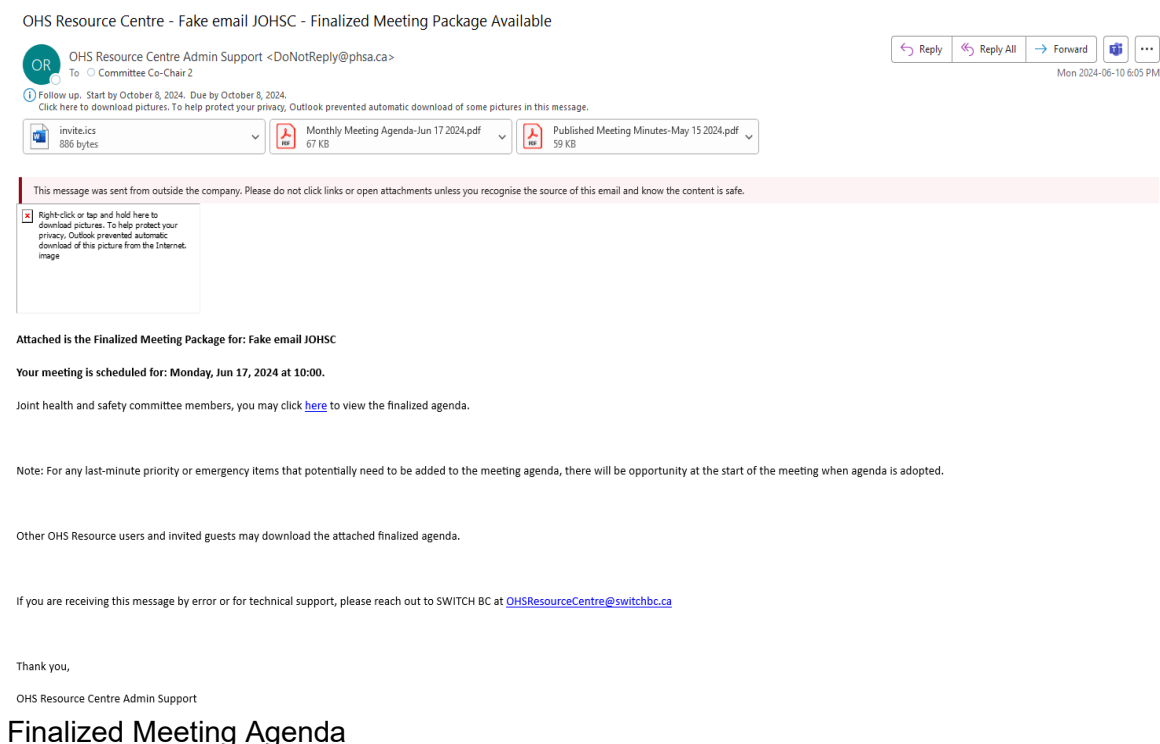 OHS Resource Centre - Fake email JOHSC - Finalized Meeting Package Available
OR
OHS Resource Centre Admin Support <DoNotReply@phsa.ca>
To Committee Co-Chair 2
Reply
Reply All
Forward
Mon 2024-06-10 6:05 PM
Follow up. Start by October 8, 2024. Due by October 8, 2024.
Click here to download pictures. To help protect your privacy, Outlook prevented automatic download of some pictures in this message.
invite.ics
886 bytes
Monthly Meeting Agenda-Jun 17 2024.pdf
67 KB
Published Meeting Minutes-May 15 2024.pdf
59 KB
This message was sent from outside the company. Please do not click links or open attachments unless you recognise the source of this email and know the content is safe.
Right-click or tap and hold here to
download pictures. To help protect your
privacy, Outlook prevented automatic
download of this picture from the Internet.
image
Attached is the Finalized Meeting Package for: Fake email JOHSC
Your meeting is scheduled for: Monday, Jun 17, 2024 at 10:00.
Joint health and safety committee members, you may click here to view the finalized agenda.
Note: For any last-minute priority or emergency items that potentially need to be added to the meeting agenda, there will be opportunity at the start of the meeting when agenda is adopted.
Other OHS Resource users and invited guests may download the attached finalized agenda.
If you are receiving this message by error or for technical support, please reach out to SWITCH BC at OHSResourceCentre@switchbc.ca
Thank you,
OHS Resource Centre Admin Support
Finalized Meeting Agenda